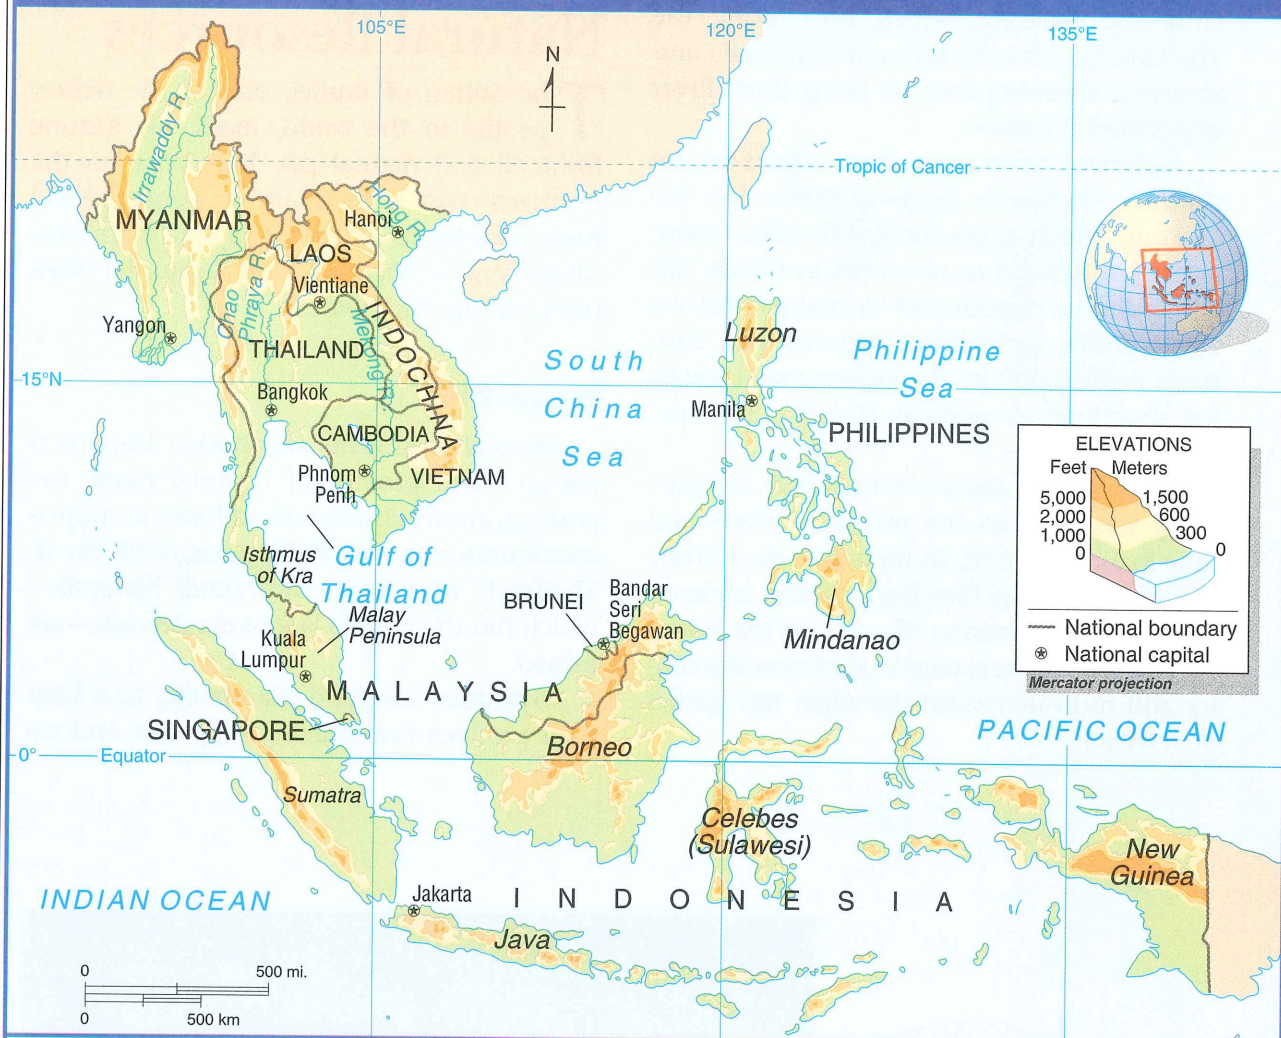 105°E
120°E
135°E
N
Irrawaddy R.
Tropic of Cancer
Hong R.
MYANMAR
Hanoi
LAOS
Chao
Phraya R.
Vientiane
Mekong R.
INDOCHINA
Yangon
THAILAND
Luzon
South
China
Sea
Philippine
Sea
15°N
Bangkok
Manila
CAMBODIA
PHILIPPINES
Phnom
Penh
VIETNAM
ELEVATIONS
Feet Meters
5,000 1,500
2,000 600
1,000 300
0 0
National boundary
National capital
Mercator projection
Isthmus
of Kra
Gulf of
Thailand
Malay
Peninsula
BRUNEI
Bandar
Seri
Begawan
Mindanao
Kuala
Lumpur
MALAYSIA
SINGAPORE
Borneo
PACIFIC OCEAN
0°
Equator
Sumatra
Celebes
(Sulawesi)
New
Guinea
INDIAN OCEAN
Jakarta
INDONESIA
Java
0 500 mi.
0 500 km